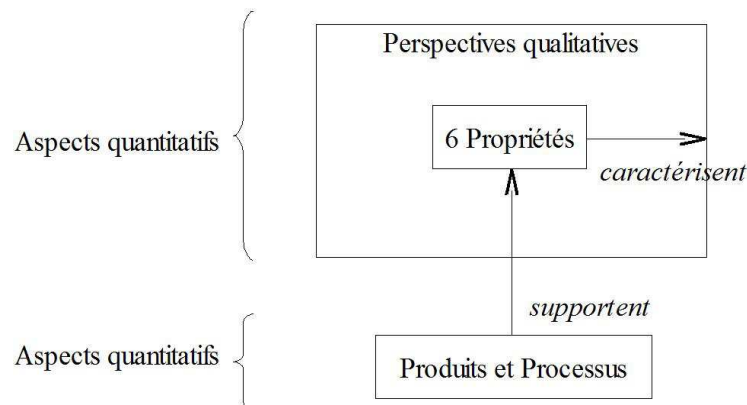 Perspectives qualitatives
Aspects quantitatifs
6 Propriétés
caractérisent
supportent
Aspects quantitatifs
Produits et Processus